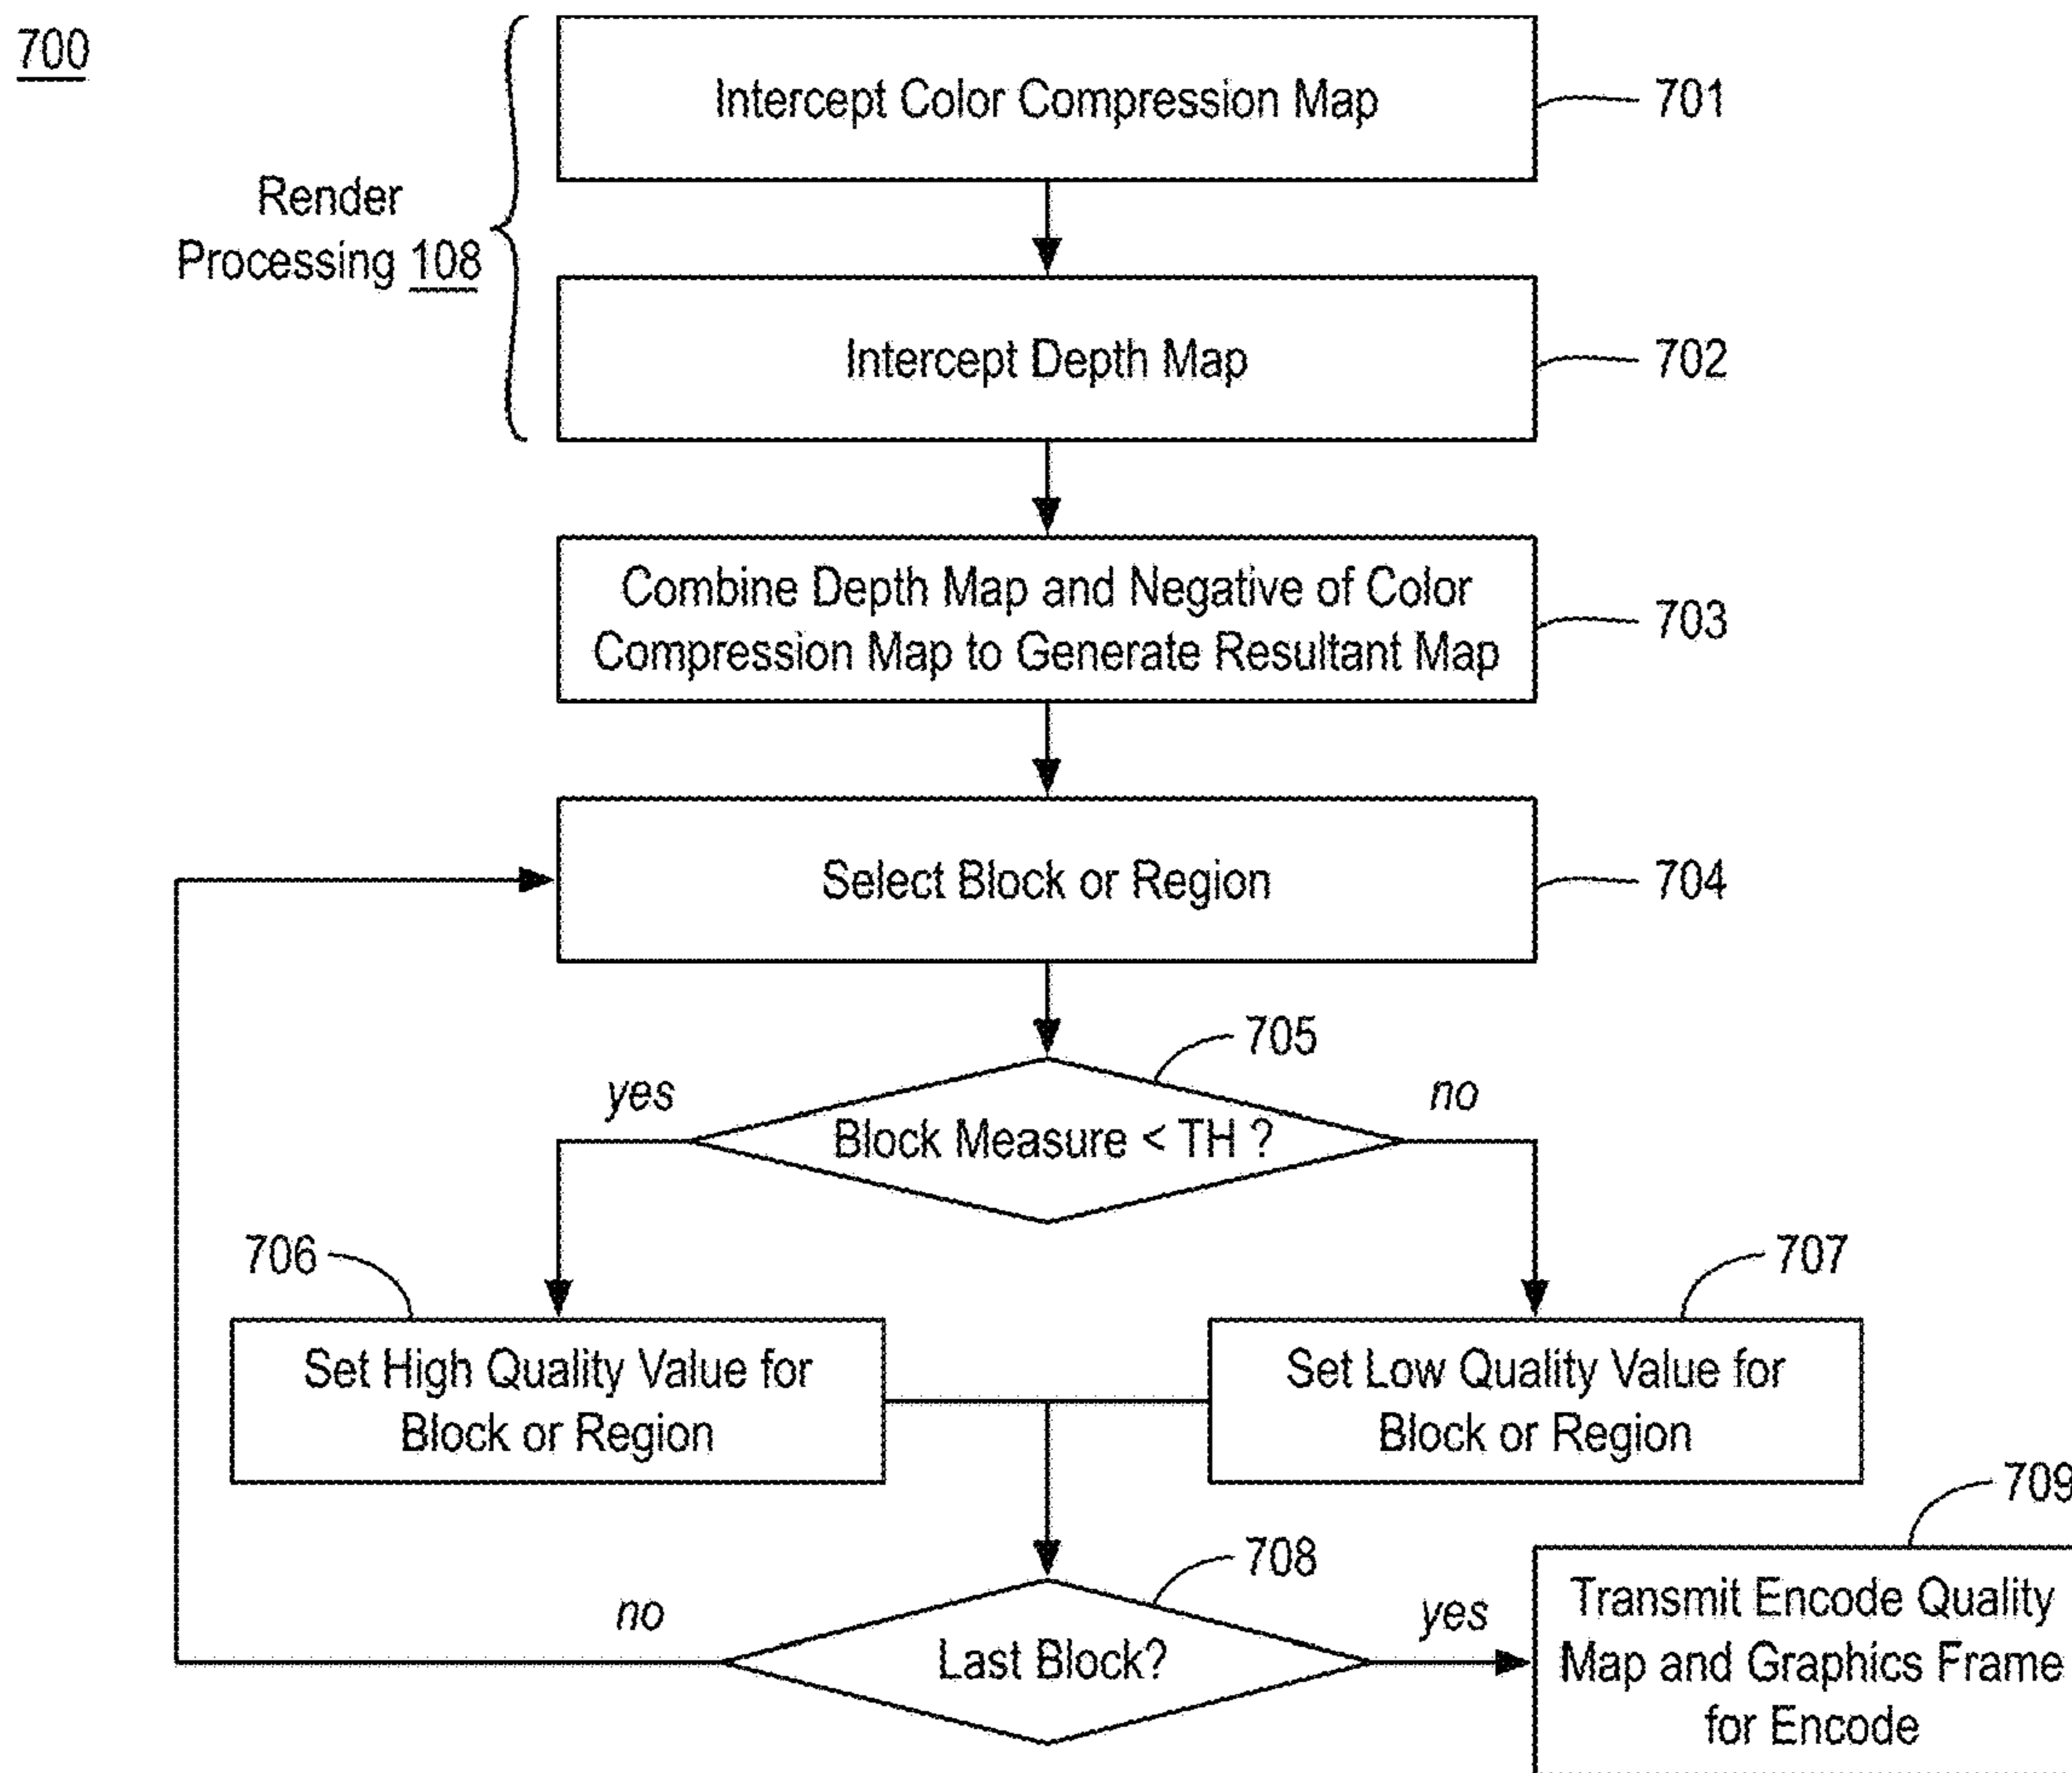 700
Intercept Color Compression Map
701
Render
Processing 108
Intercept Depth Map
702
Combine Depth Map and Negative of Color
Compression Map to Generate Resultant Map
703
Select Block or Region
704
705
yes
no
Block Measure < TH ?
706
707
Set High Quality Value for
Block or Region
Set Low Quality Value for
Block or Region
709
708
no
yes
Last Block?
Transmit Encode Quality
Map and Graphics Frame
for Encode